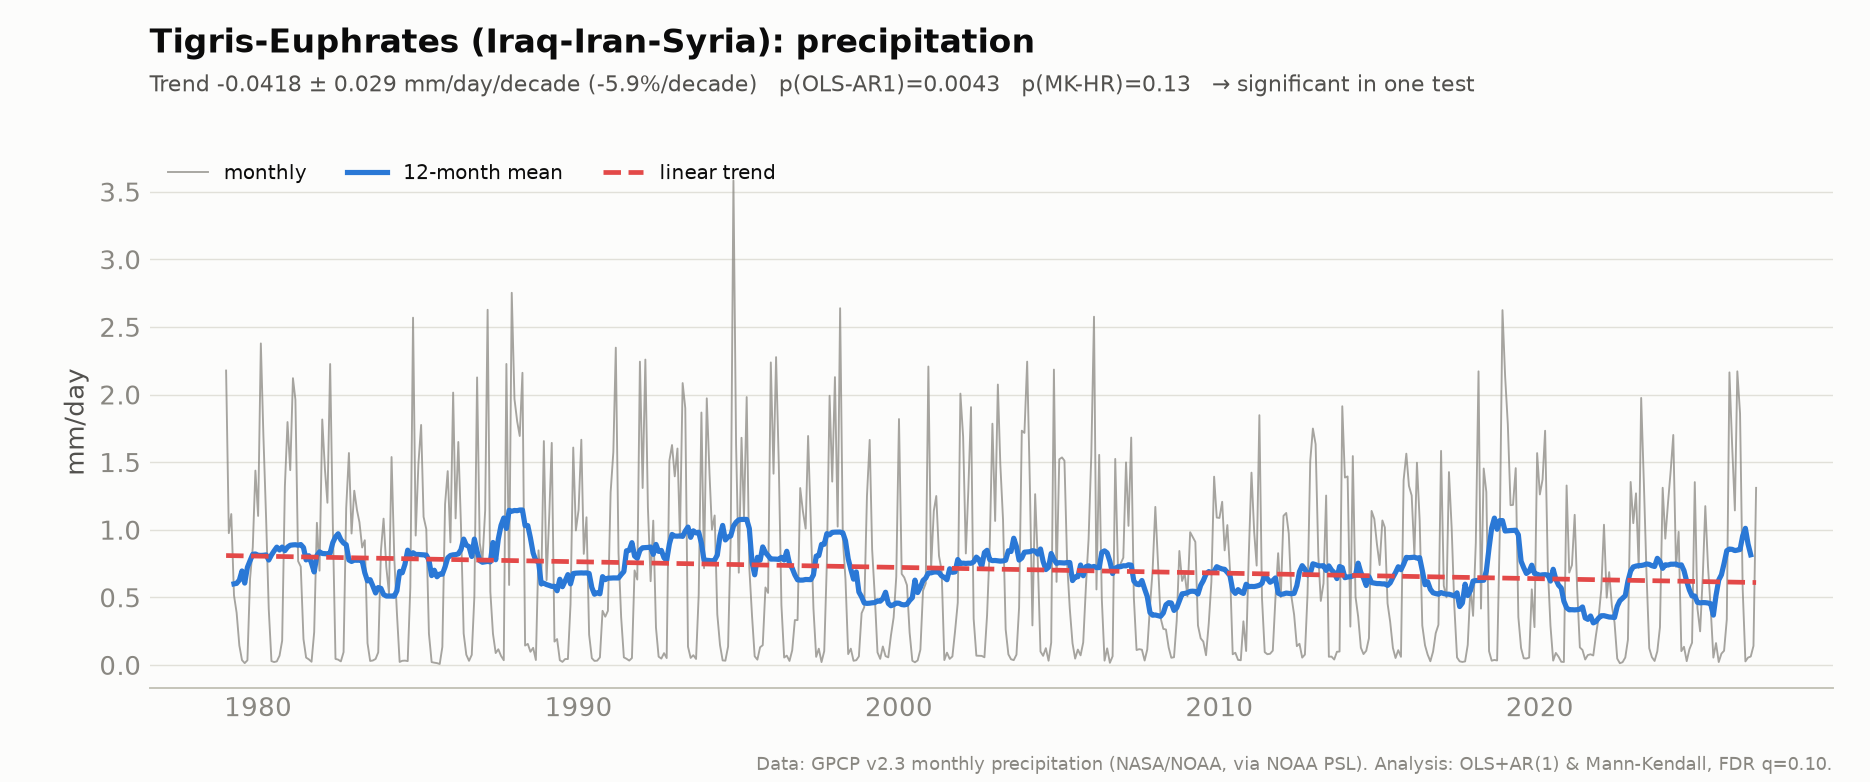 Tigris-Euphrates (Iraq-Iran-Syria): precipitation
Trend -0.0418 ± 0.029 mm/day/decade (-5.9%/decade) p(OLS-AR1)=0.0043 p(MK-HR)=0.13 → significant in one test
monthly 12-month mean linear trend
3.5
3.0
2.5
2.0
1.5
1.0
0.5
0.0
mm/day
1980 1990 2000 2010 2020
Data: GPCP v2.3 monthly precipitation (NASA/NOAA, via NOAA PSL). Analysis: OLS+AR(1) & Mann-Kendall, FDR q=0.10.